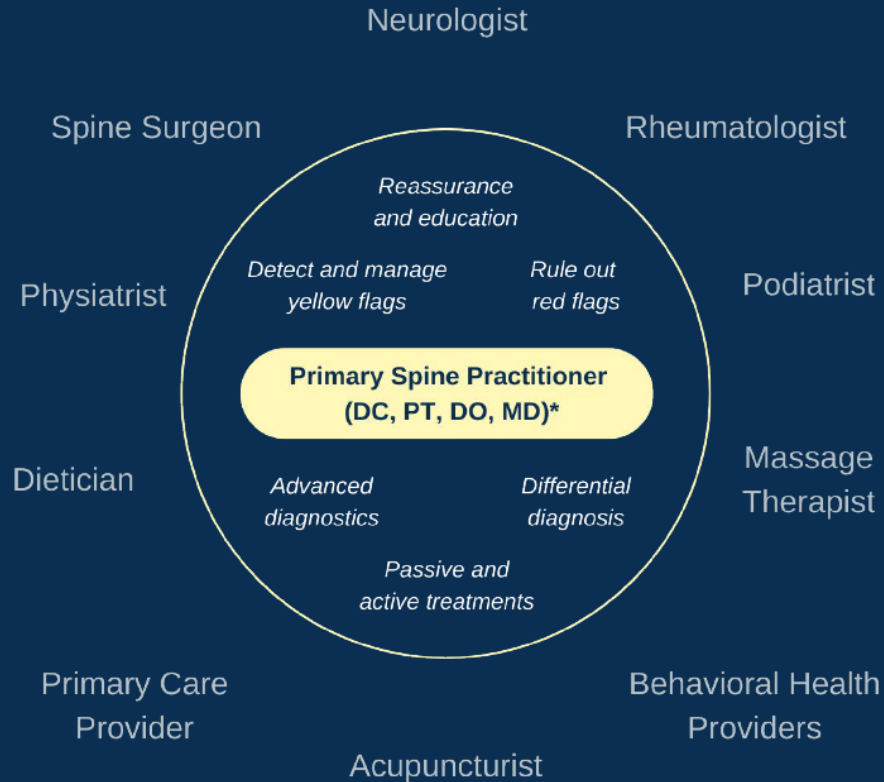 Neurologist
Spine Surgeon
Rheumatologist
Reassurance
and education
Detect and manage
yellow flags
Rule out
red flags
Physiatrist
Podiatrist
Primary Spine Practitioner
(DC, PT, DO, MD)*
Dietician
Massage
Therapist
Advanced
diagnostics
Differential
diagnosis
Passive and
active treatments
Primary Care
Provider
Behavioral Health
Providers
Acupuncturist